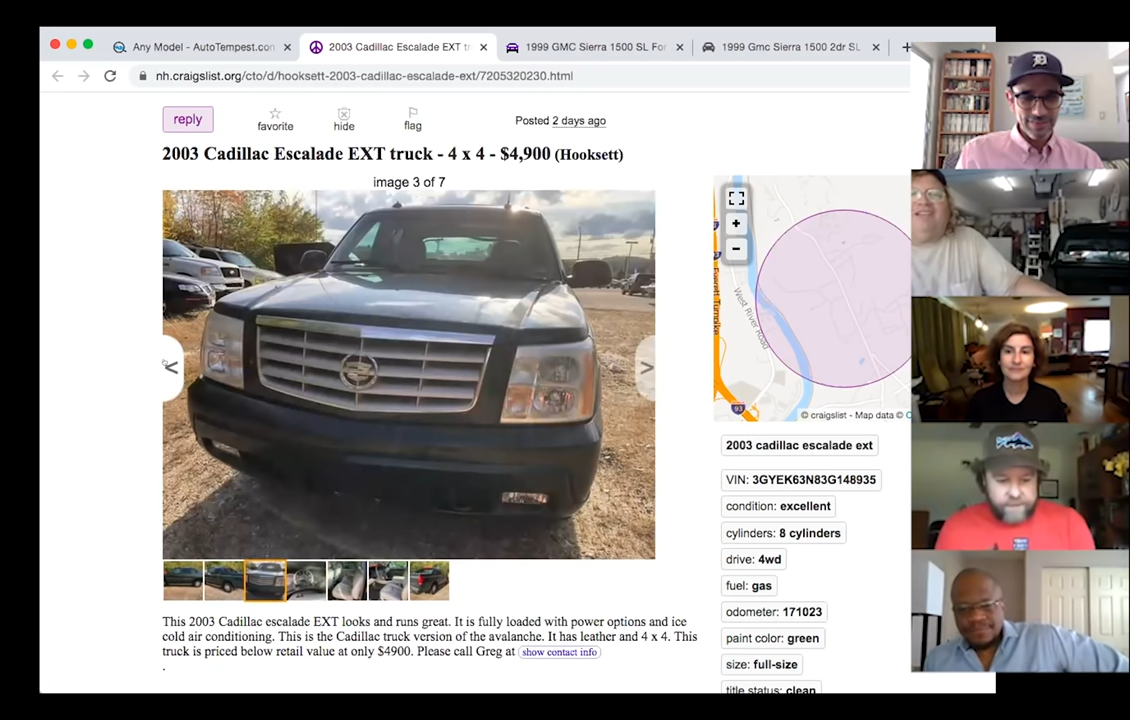 Any Model - AutoTempest.con
2003 Cadillac Escalade EXT tr
1999 GMC Sierra 1500 SL For
1999 Gmc Sierra 1500 2dr SL
nh.craigslist.org/cto/d/hooksett-2003-cadillac-escalade-ext/7205320230.html
reply
favorite
hide
flag
Posted 2 days ago
2003 Cadillac Escalade EXT truck - 4 x 4 - $4,900 (Hooksett)
image 3 of 7
<
>
+
−
Everett Turnpike
West River Road
93
© craigslist - Map data ©
2003 cadillac escalade ext
VIN: 3GYEK63N83G148935
condition: excellent
cylinders: 8 cylinders
drive: 4wd
fuel: gas
odometer: 171023
paint color: green
size: full-size
title status: clean
This 2003 Cadillac escalade EXT looks and runs great. It is fully loaded with power options and ice
cold air conditioning. This is the Cadillac truck version of the avalanche. It has leather and 4 x 4. This
truck is priced below retail value at only $4900. Please call Greg at show contact info
.